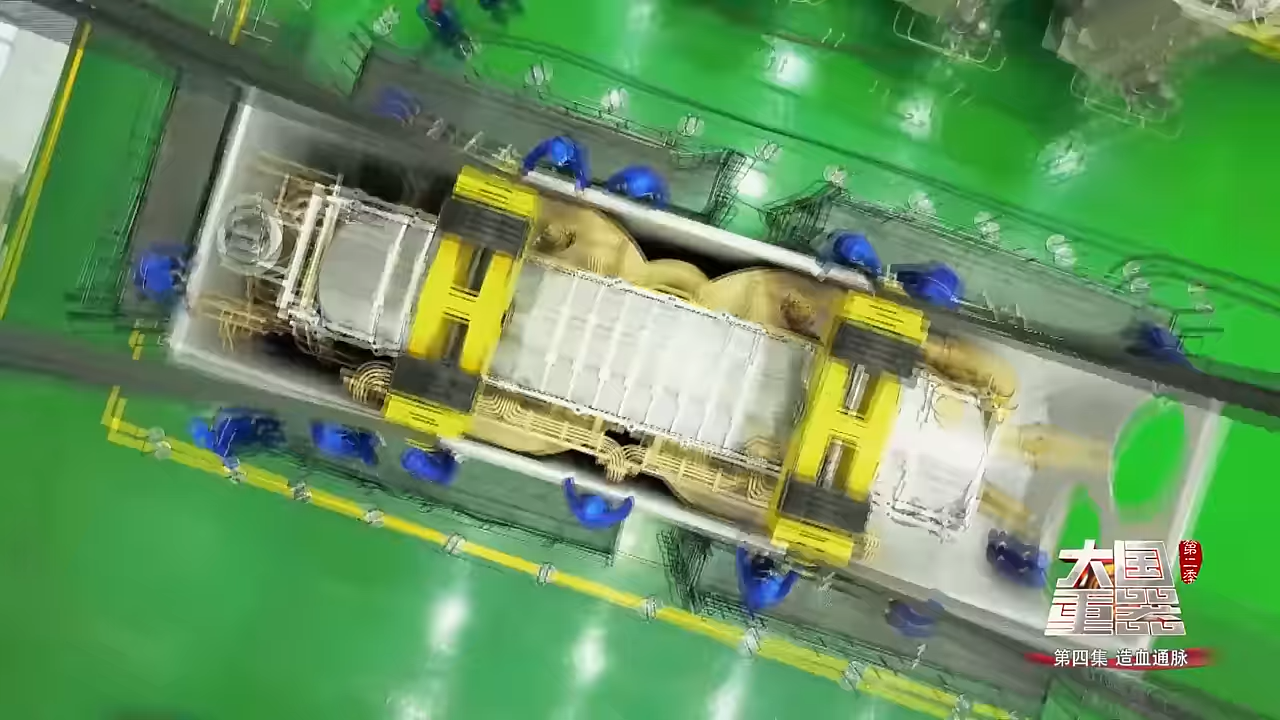 大国
重器
第二季
第四集 造血通脉